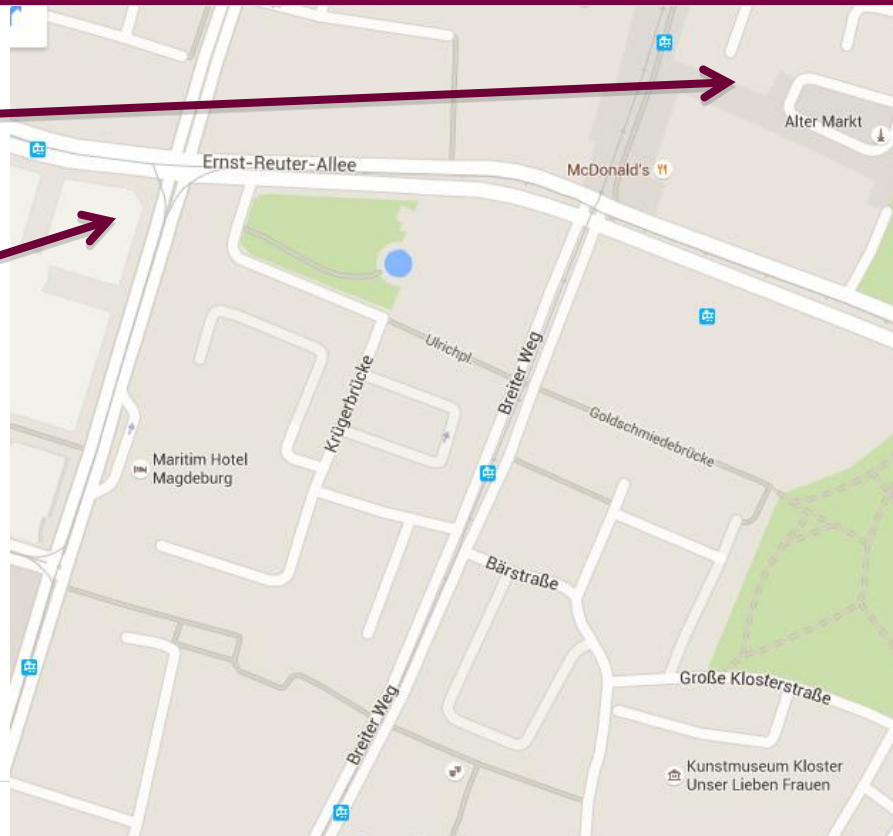 Alter Markt
Ernst-Reuter-Allee
McDonald's
Ulrichpl.
Breiter Weg
Krügerbrücke
Goldschmiedebrücke
Maritim Hotel
Magdeburg
Bärstraße
Große Klosterstraße
Breiter Weg
Kunstmuseum Kloster
Unser Lieben Frauen